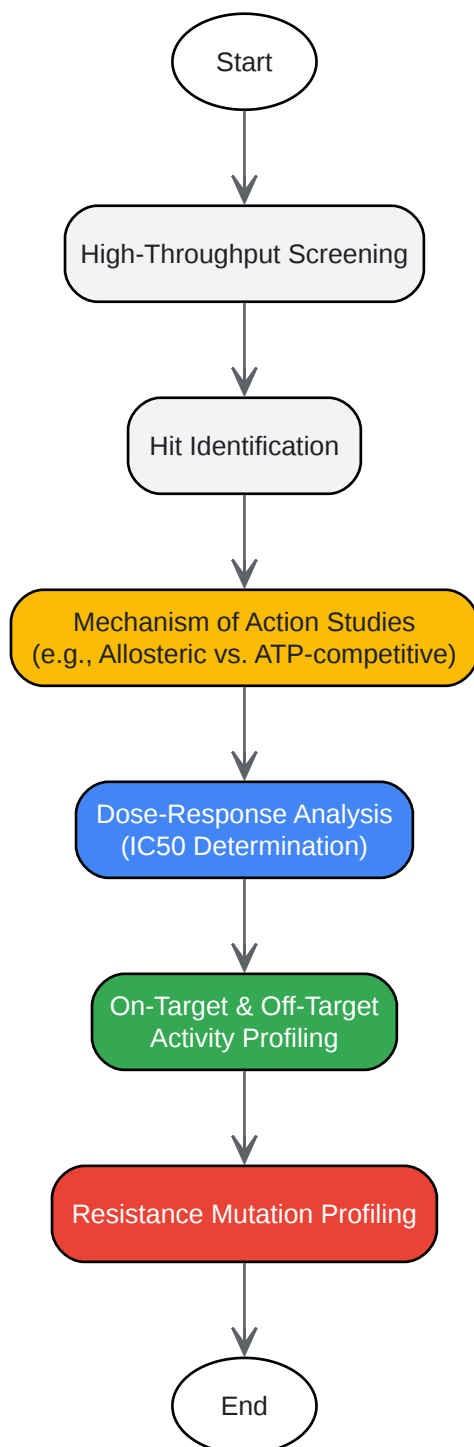 Start
High-Throughput Screening
Hit Identification
Mechanism of Action Studies
(e.g., Allosteric vs. ATP-competitive)
Dose-Response Analysis
(IC50 Determination)
On-Target & Off-Target
Activity Profiling
Resistance Mutation Profiling
End